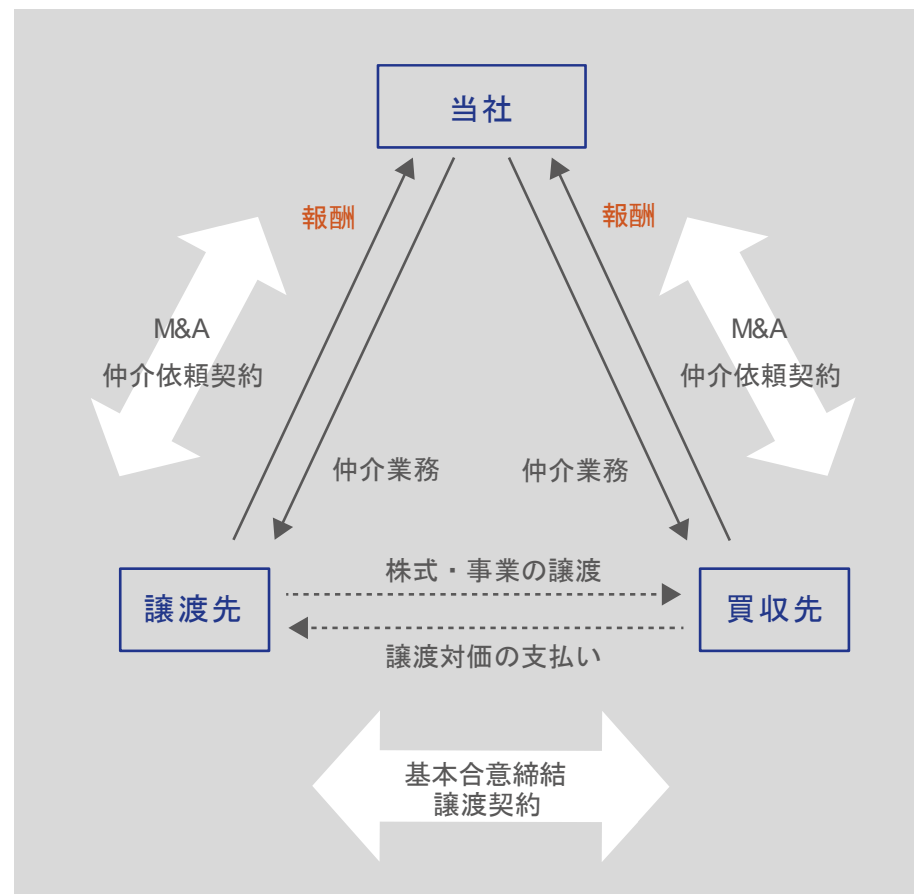 当社
報酬
報酬
M&A
仲介依頼契約
M&A
仲介依頼契約
仲介業務
仲介業務
株式・事業の譲渡
譲渡先
買収先
譲渡対価の支払い
基本合意締結
譲渡契約